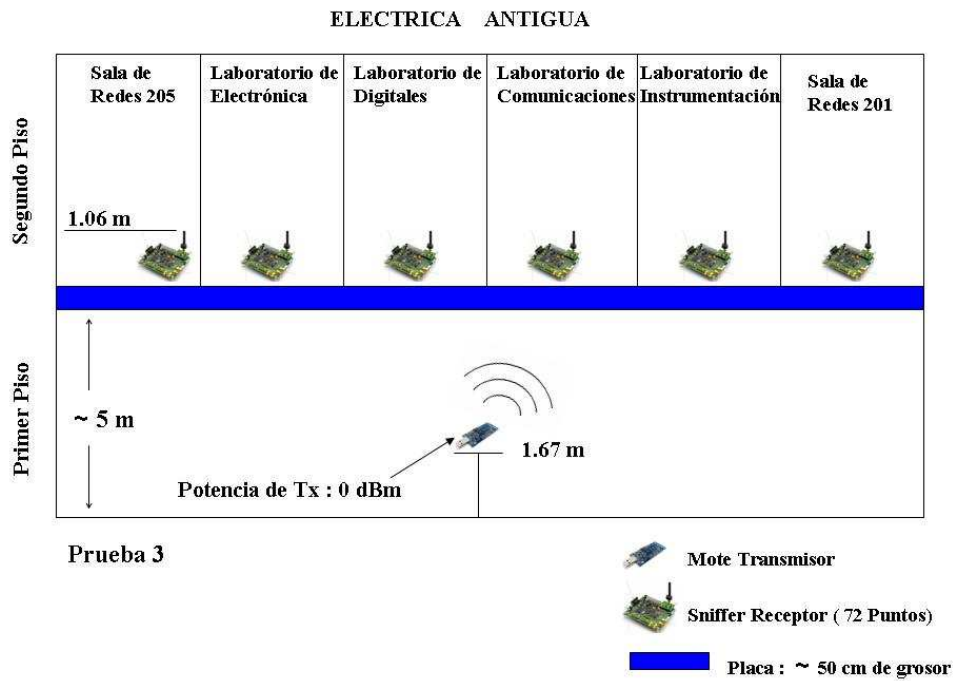 ELECTRICA ANTIGUA
Sala de
Redes 205
Laboratorio de
Electrónica
Laboratorio de
Digitales
Laboratorio de
Comunicaciones
Laboratorio de
Instrumentación
Sala de
Redes 201
Segundo Piso
1.06 m
Primer Piso
~ 5 m
1.67 m
Potencia de Tx : 0 dBm
Prueba 3
Mote Transmisor
Sniffer Receptor ( 72 Puntos)
Placa : ~ 50 cm de grosor